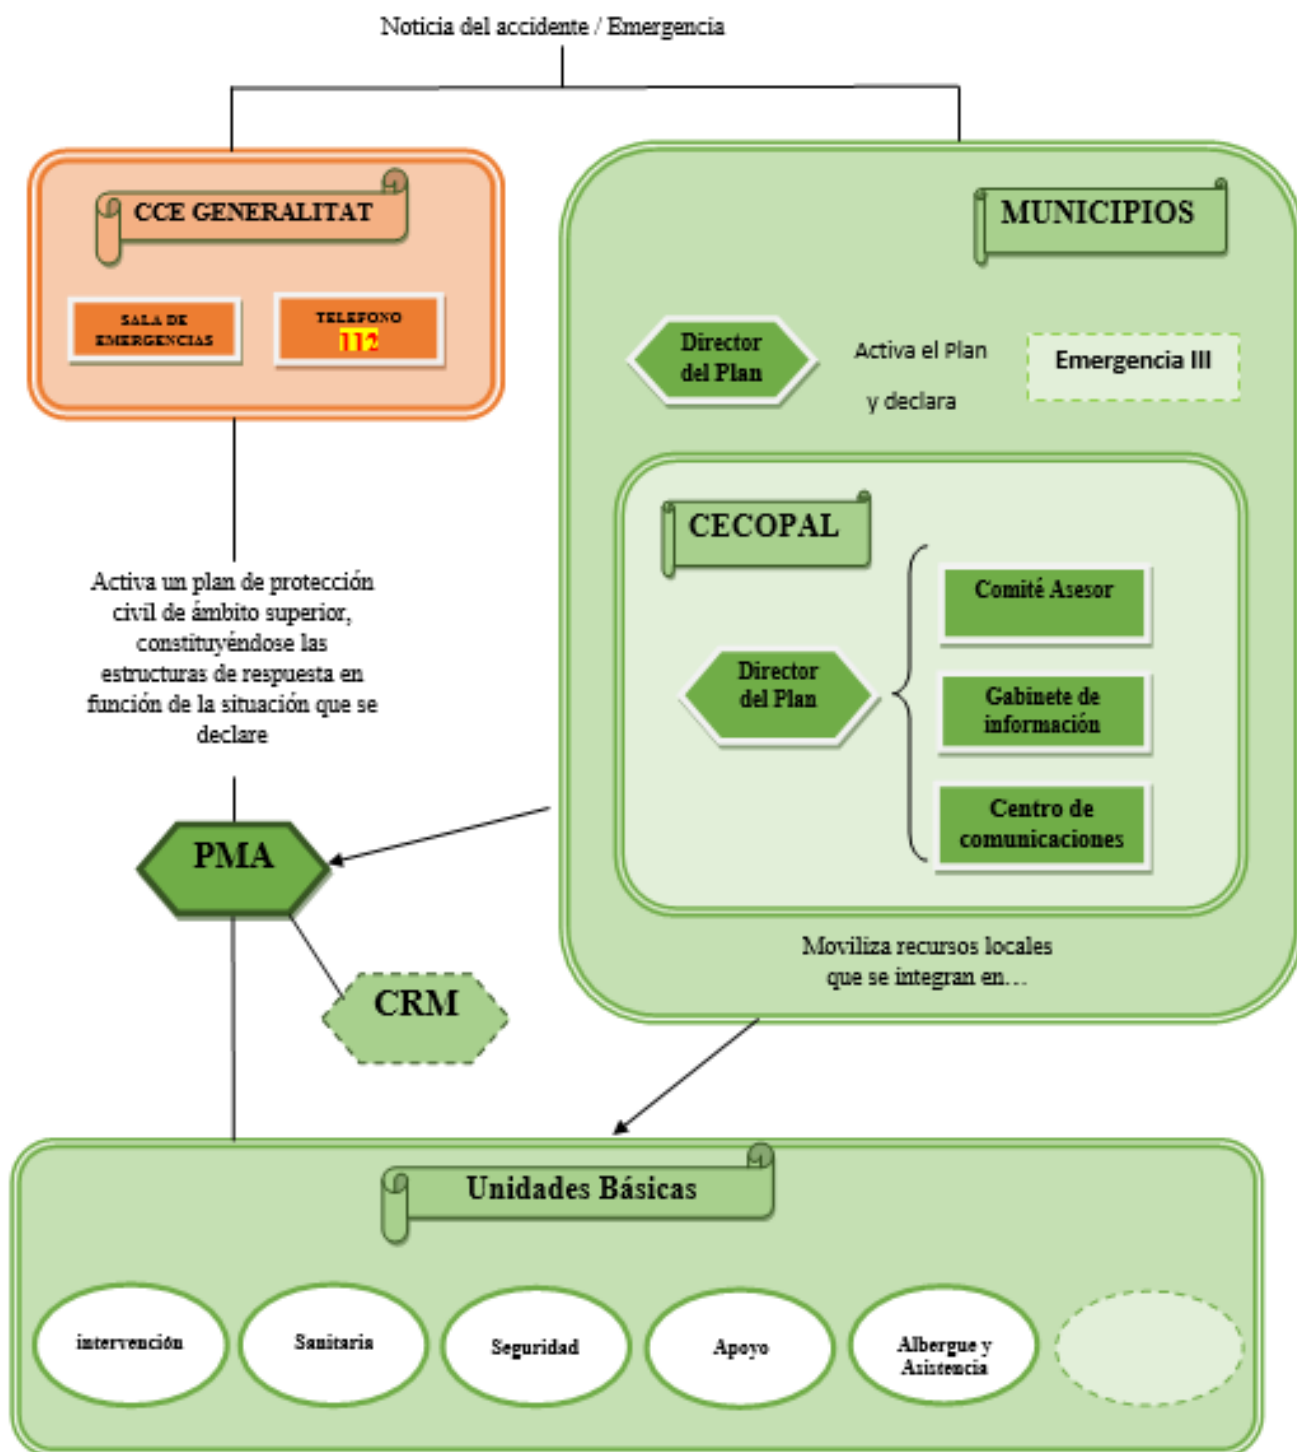 Noticia del accidente / Emergencia
CCE GENERALITAT
SALA DE
EMERGENCIAS
TELEFONO
112
Activa un plan de protección
civil de ámbito superior,
constituyéndose las
estructuras de respuesta en
función de la situación que se
declare
PMA
CRM
MUNICIPIOS
Director
del Plan
Activa el Plan
y declara
Emergencia III
CECOPAL
Director
del Plan
Comité Asesor
Gabinete de
información
Centro de
comunicaciones
Moviliza recursos locales
que se integran en...
Unidades Básicas
intervención
Sanitaria
Seguridad
Apoyo
Albergue y
Asistencia